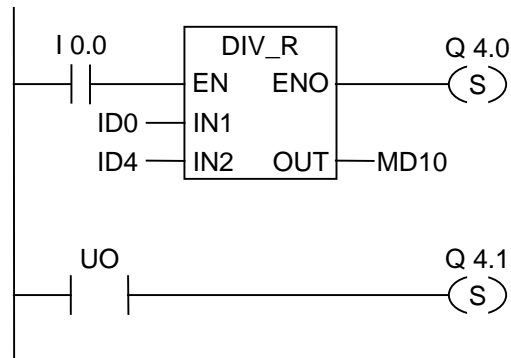 I 0.0
DIV_R
Q 4.0
EN ENO
S
ID0
IN1
ID4
IN2 OUT
MD10
UO
Q 4.1
S